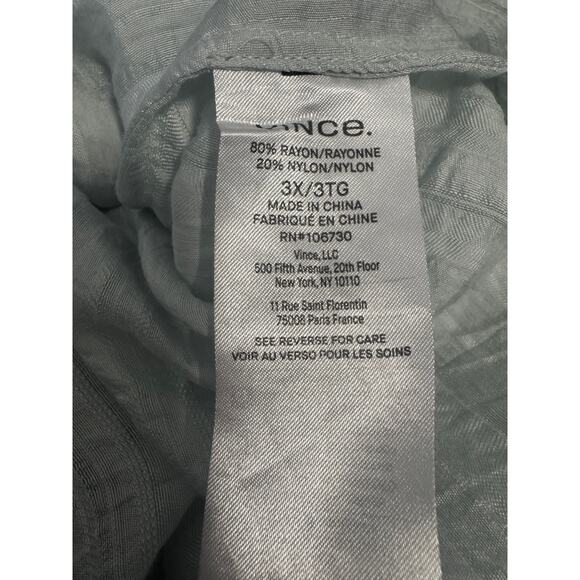 vince.
80% RAYON/RAYONNE
20% NYLON/NYLON
3X/3TG
MADE IN CHINA
FABRIQUÉ EN CHINE
RN#106730
Vince, LLC
500 Fifth Avenue, 20th Floor
New York, NY 10110
11 Rue Saint Florentin
75008 Paris France
SEE REVERSE FOR CARE
VOIR AU VERSO POUR LES SOINS